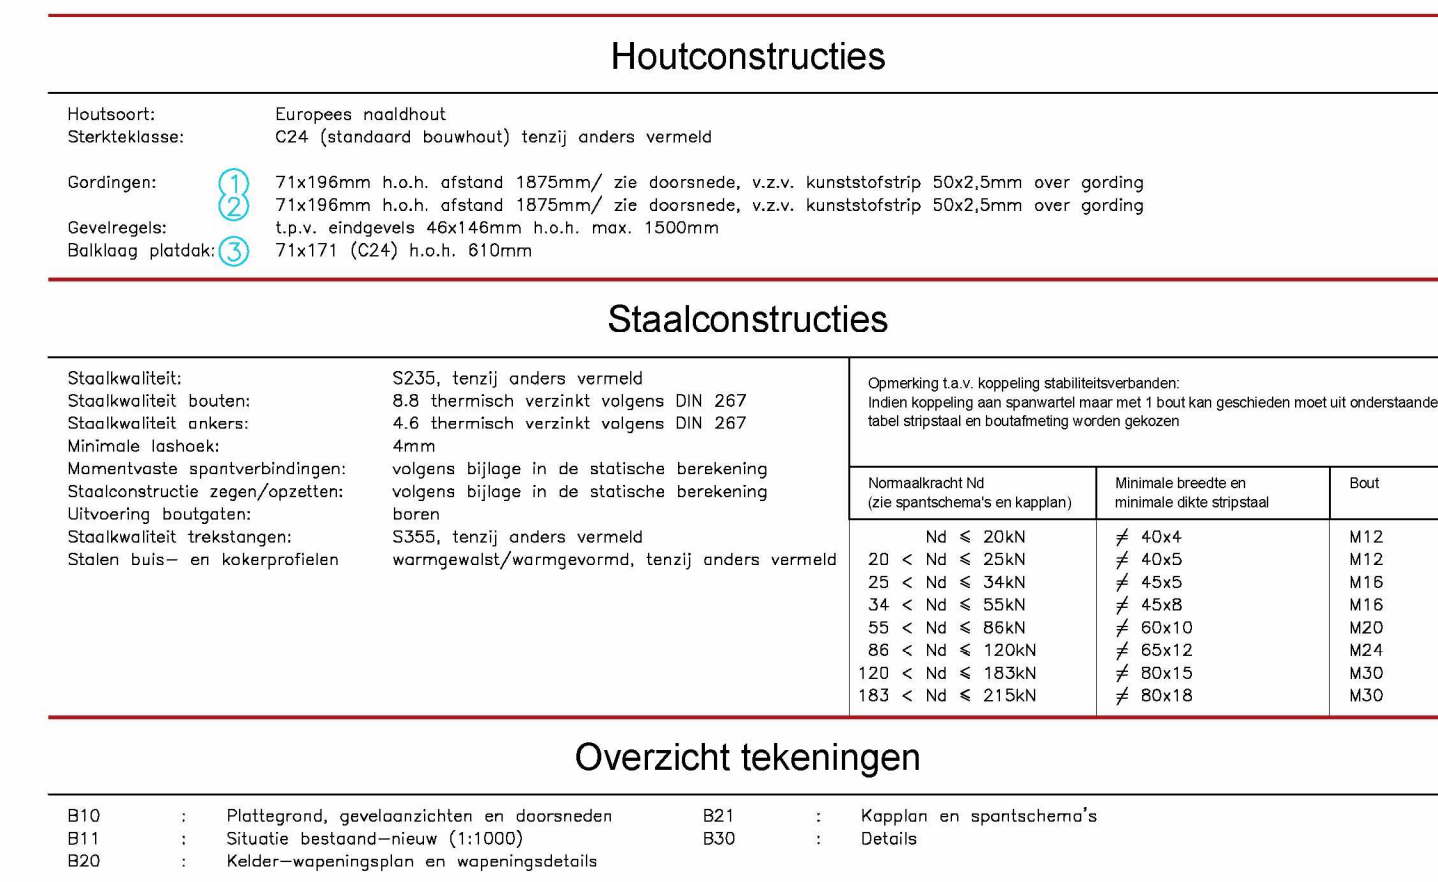 Houtconstructies
Houtsoort: Europees naaldhout
Sterkteklasse: C24 (standaard bouwhout) tenzij anders vermeld
Gordingen: 1 71x196mm h.o.h. afstand 1875mm/ zie doorsnede, v.z.v. kunststofstrip 50x2,5mm over gording
2 71x196mm h.o.h. afstand 1875mm/ zie doorsnede, v.z.v. kunststofstrip 50x2,5mm over gording
Gevelregels: t.p.v. eindgevels 46x146mm h.o.h. max. 1500mm
Balklaag platdak: 3 71x171 (C24) h.o.h. 610mm
Staalconstructies
Staalkwaliteit: S235, tenzij anders vermeld
Staalkwaliteit bouten: 8.8 thermisch verzinkt volgens DIN 267
Staalkwaliteit ankers: 4.6 thermisch verzinkt volgens DIN 267
Minimale lashoek: 4mm
Momentvaste spantverbindingen: volgens bijlage in de statische berekening
Staalconstructie zegen/opzetten: volgens bijlage in de statische berekening
Uitvoering boutgaten: boren
Staalkwaliteit trekstangen: S355, tenzij anders vermeld
Stalen buis- en kokerprofielen warmgewalst/warmgevormd, tenzij anders vermeld
Opmerking t.a.v. koppeling stabiliteitsverbanden:
Indien koppeling aan spanwartel maar met 1 bout kan geschieden moet uit onderstaande
tabel stripstaal en boutafmeting worden gekozen
Normaalkracht Nd Minimale breedte en Bout
(zie spantschema's en kapplan) minimale dikte stripstaal
Nd ≤ 20kN ≠ 40x4 M12
20 < Nd ≤ 25kN ≠ 40x5 M12
25 < Nd ≤ 34kN ≠ 45x5 M16
34 < Nd ≤ 55kN ≠ 45x8 M16
55 < Nd ≤ 86kN ≠ 60x10 M20
86 < Nd ≤ 120kN ≠ 65x12 M24
120 < Nd ≤ 183kN ≠ 80x15 M30
183 < Nd ≤ 215kN ≠ 80x18 M30
Overzicht tekeningen
B10 : Plattegrond, gevelaanzichten en doorsneden B21 : Kapplan en spantschema's
B11 : Situatie bestaand-nieuw (1:1000) B30 : Details
B20 : Kelder-wapeningsplan en wapeningsdetails